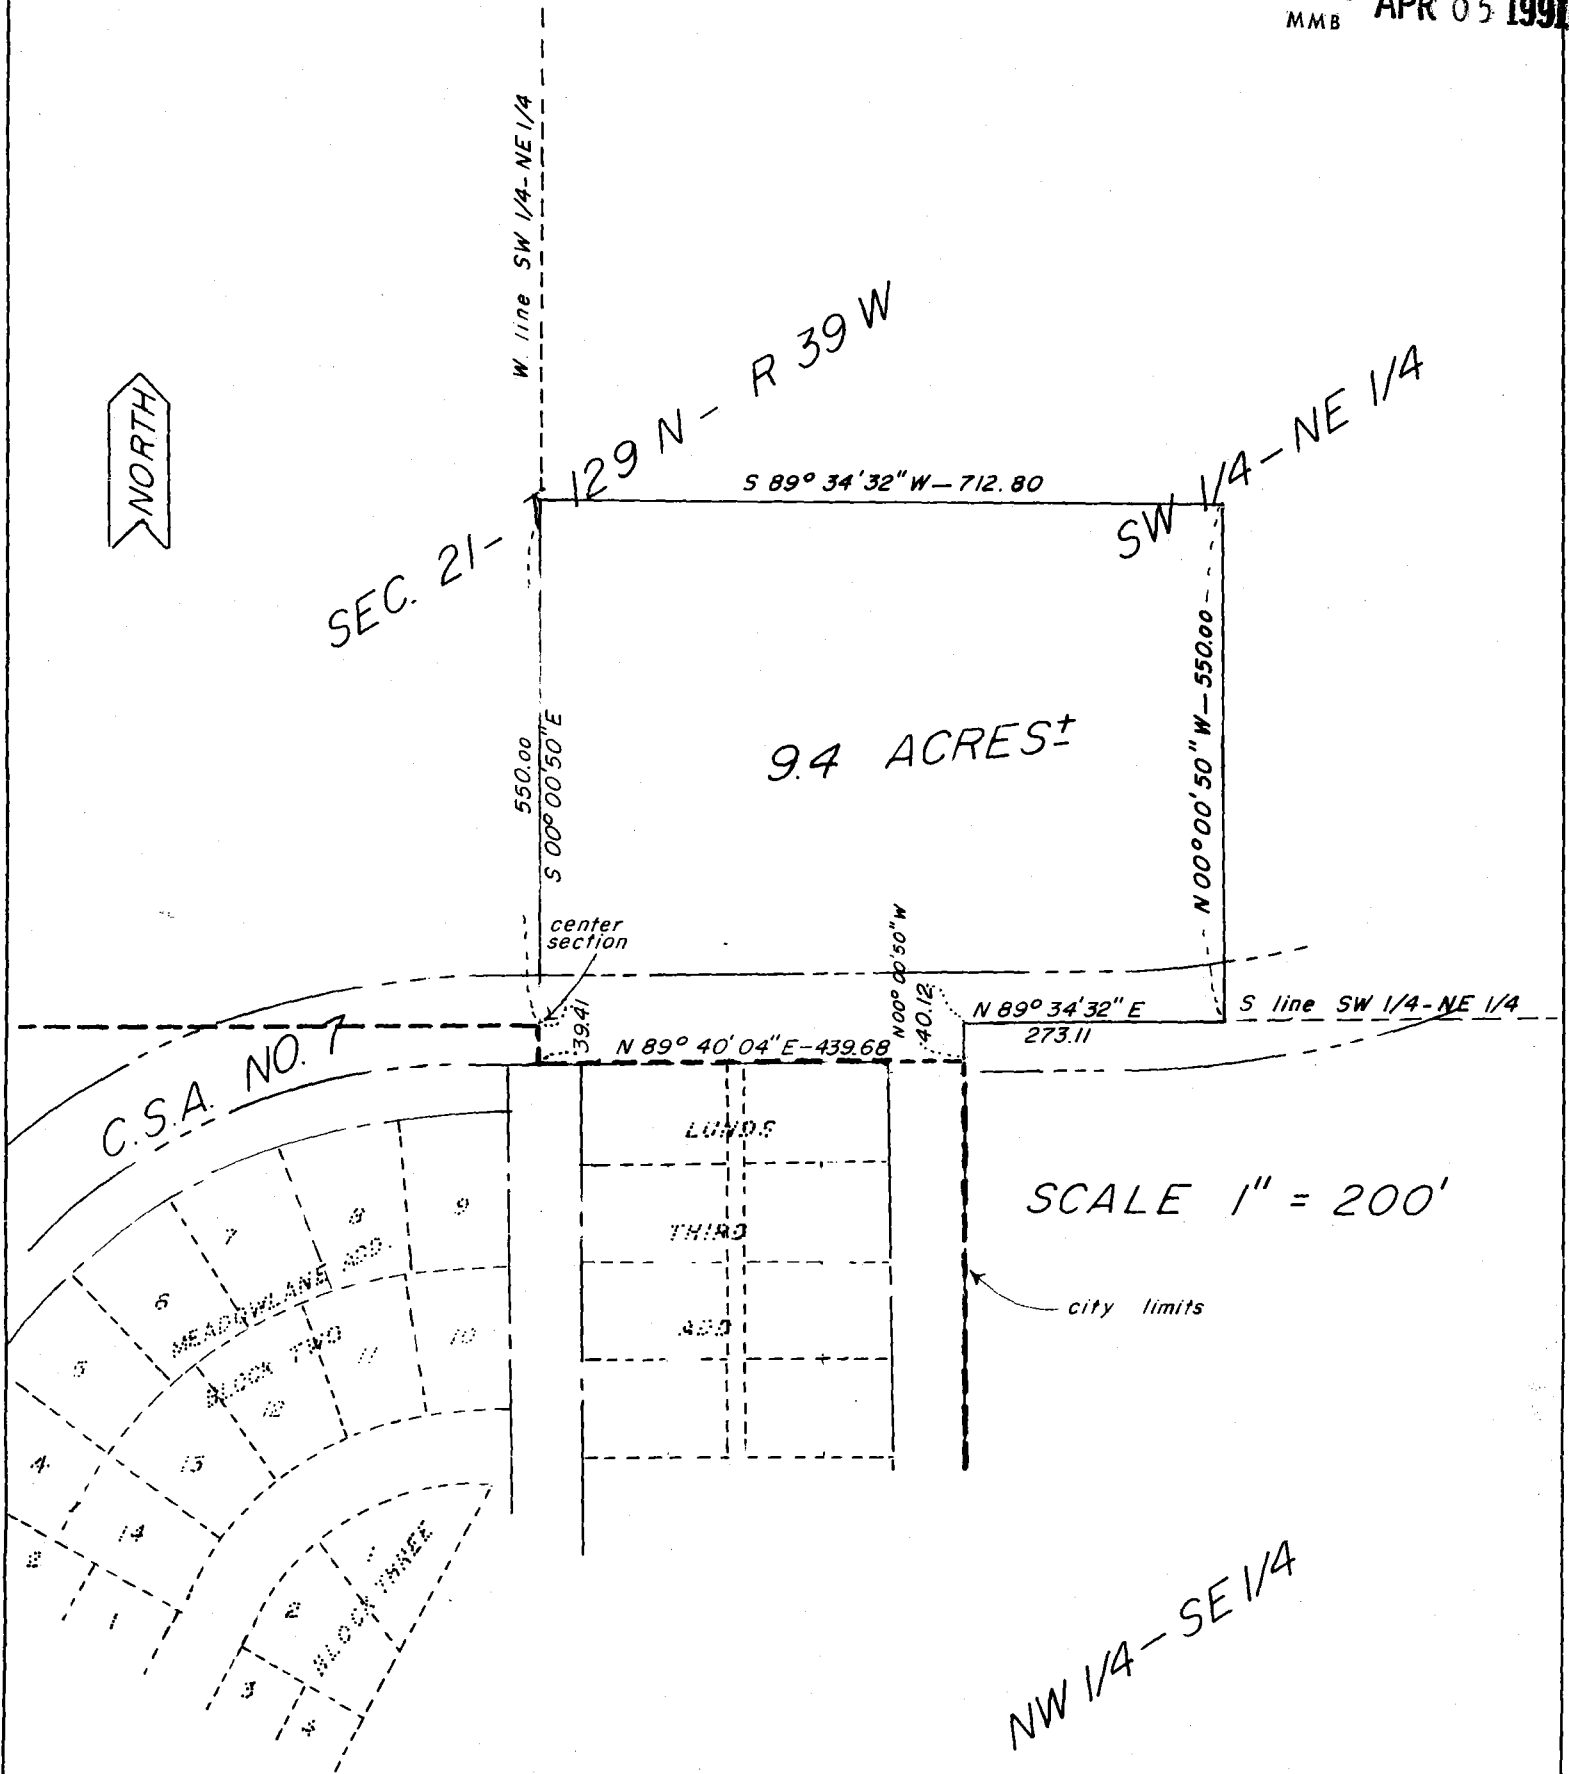 MMB APR 05 1991
W. line SW 1/4-NE 1/4
NORTH
SEC. 21- 129 N - R 39 W
S 89° 34' 32" W — 712.80
SW 1/4 - NE 1/4
550.00
S 00° 00' 50" E
9.4 ACRES±
N 00° 00' 50" W — 550.00
center
section
39.41
N 89° 40' 04" E - 439.68
N 00° 00' 50" W
40.12
N 89° 34' 32" E
273.11
S line SW 1/4-NE 1/4
C.S.A. NO. 7
LUNDS
THIRD
ADD
SCALE 1" = 200'
city limits
MEADOWLANE ADD.
BLOCK TWO
9
8
7
6
5
4
10
11
12
13
14
2
1
BLOCK THREE
1
2
3
4
NW 1/4 - SE 1/4